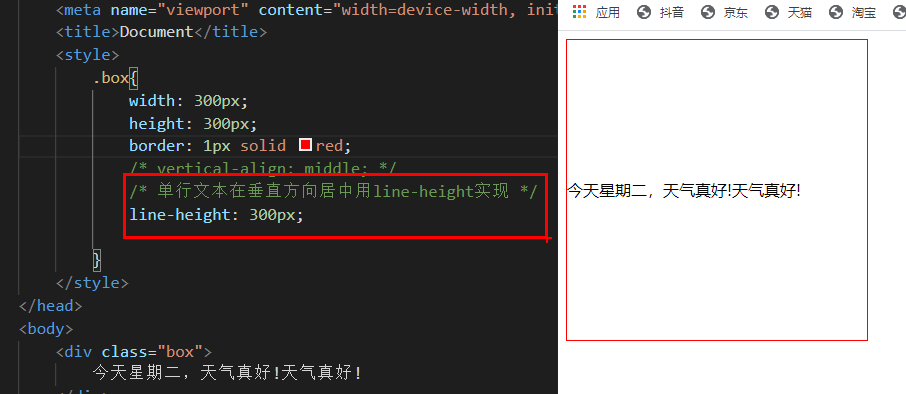 <meta name="viewport" content="width=device-width, init
<title>Document</title>
<style>
.box{
width: 300px;
height: 300px;
border: 1px solid red;
/* vertical-align: middle; */
/* 单行文本在垂直方向居中用line-height实现 */
line-height: 300px;
}
</style>
</head>
<body>
<div class="box">
今天星期二，天气真好!天气真好!
应用 抖音 京东 天猫 淘宝
今天星期二，天气真好!天气真好!